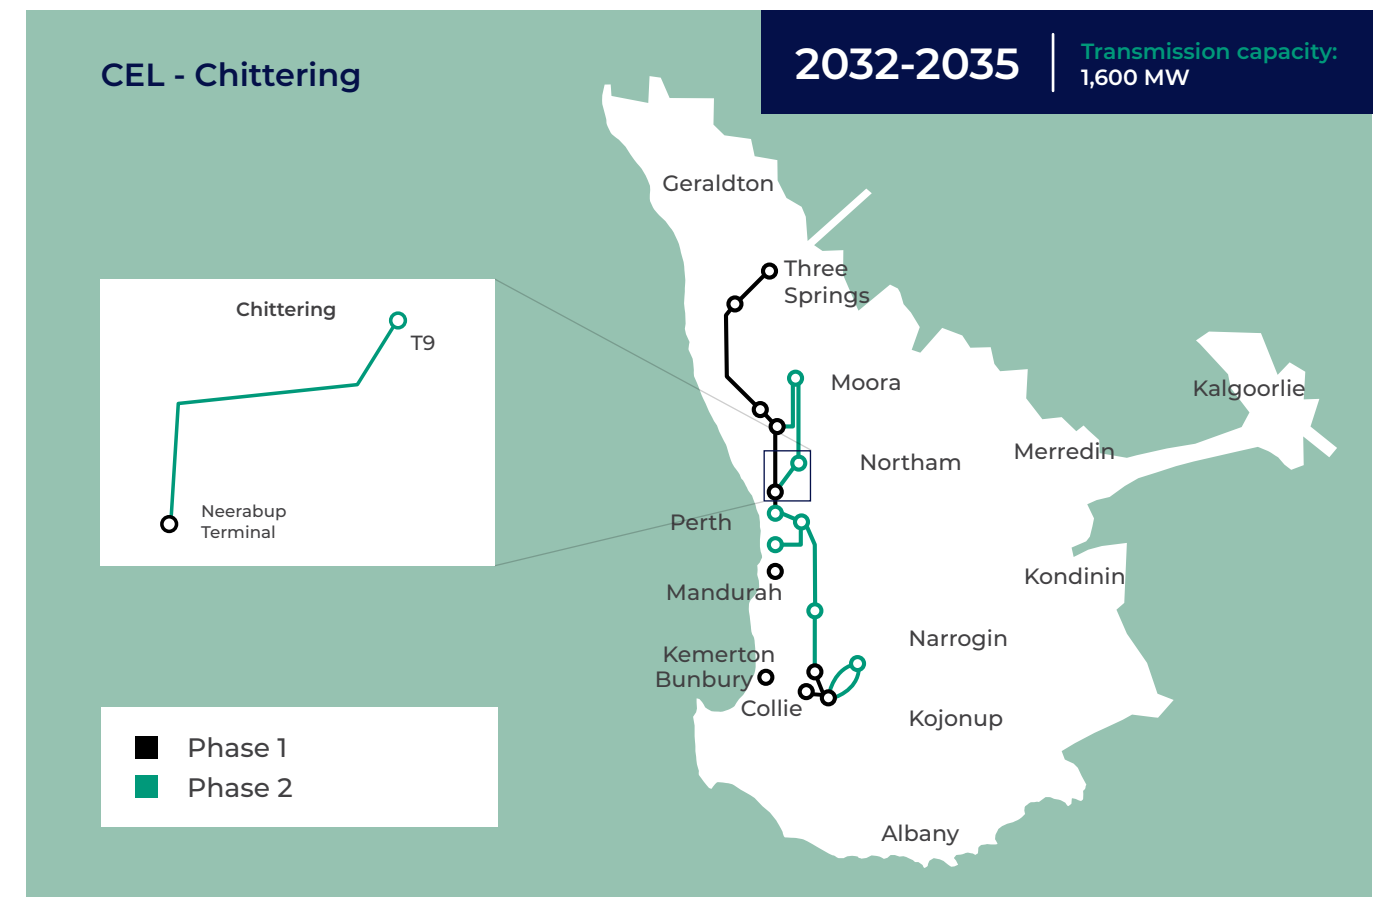 CEL - Chittering
2032-2035
Transmission capacity:
1,600 MW
Geraldton
Three
Springs
Chittering
T9
Neerabup
Terminal
Moora
Kalgoorlie
Northam
Merredin
Perth
Mandurah
Kondinin
Narrogin
Kemerton
Bunbury
Collie
Kojonup
Albany
Phase 1
Phase 2